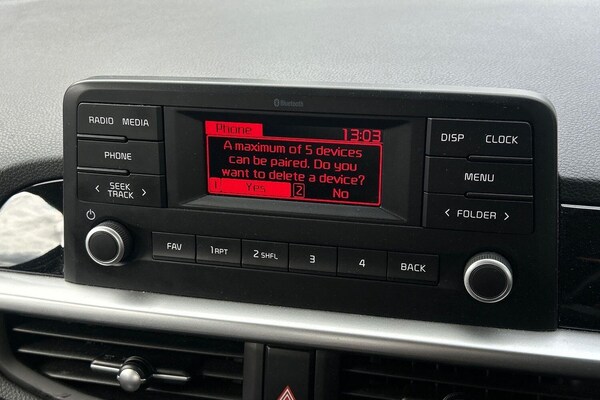 Bluetooth
RADIO MEDIA
PHONE
< SEEK >
TRACK
Phone 13:03
A maximum of 5 devices
can be paired. Do you
want to delete a device?
1 Yes 2 No
DISP CLOCK
MENU
< FOLDER >
FAV 1 RPT 2 SHFL 3 4 BACK